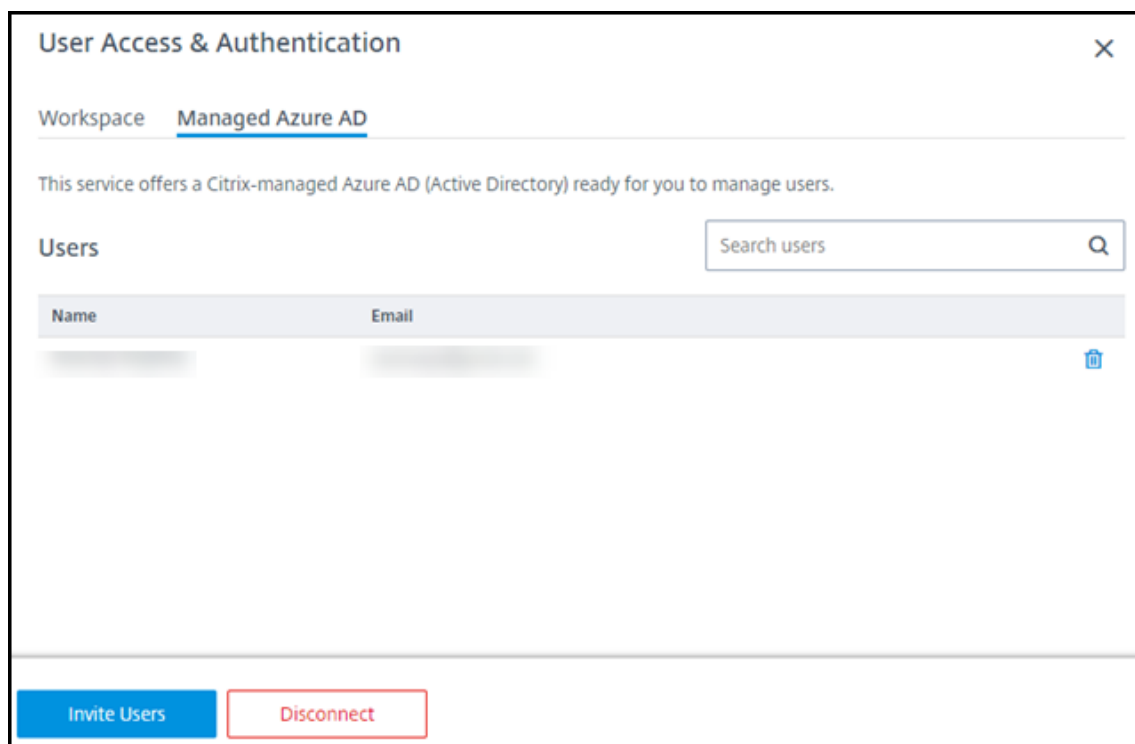 User Access & Authentication
Workspace Managed Azure AD
This service offers a Citrix-managed Azure AD (Active Directory) ready for you to manage users.
Users Search users
Name Email
Invite Users Disconnect